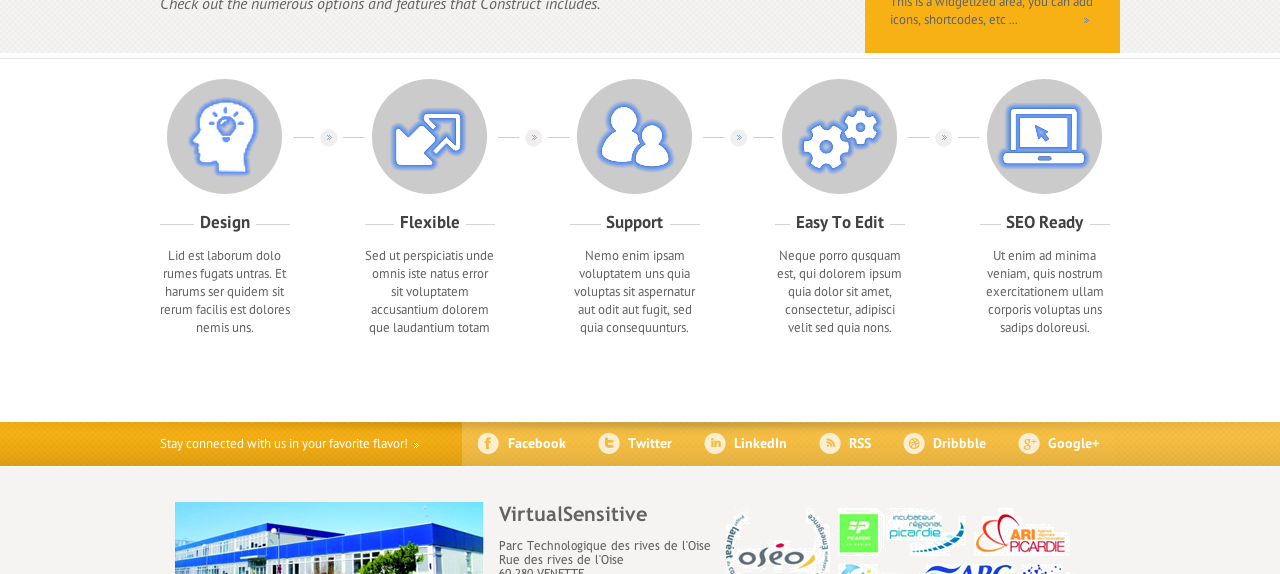 Check out the numerous options and features that Construct includes.
This is a widgetized area, you can add
icons, shortcodes, etc ...
Design
Lid est laborum dolo
rumes fugats untras. Et
harums ser quidem sit
rerum facilis est dolores
nemis uns.
Flexible
Sed ut perspiciatis unde
omnis iste natus error
sit voluptatem
accusantium dolorem
que laudantium totam
Support
Nemo enim ipsam
voluptatem uns quia
voluptas sit aspernatur
aut odit aut fugit, sed
quia consequunturs.
Easy To Edit
Neque porro qusquam
est, qui dolorem ipsum
quia dolor sit amet,
consectetur, adipisci
velit sed quia nons.
SEO Ready
Ut enim ad minima
veniam, quis nostrum
exercitationem ullam
corporis voluptas uns
sadips doloreusi.
Stay connected with us in your favorite flavor!
Facebook
Twitter
LinkedIn
RSS
Dribbble
Google+
VirtualSensitive
Parc Technologique des rives de l'Oise
Rue des rives de l'Oise
60 280 VENETTE
oséo
Emergence
PICARDIE
incubateur
régional
picardie
ARI
PICARDIE